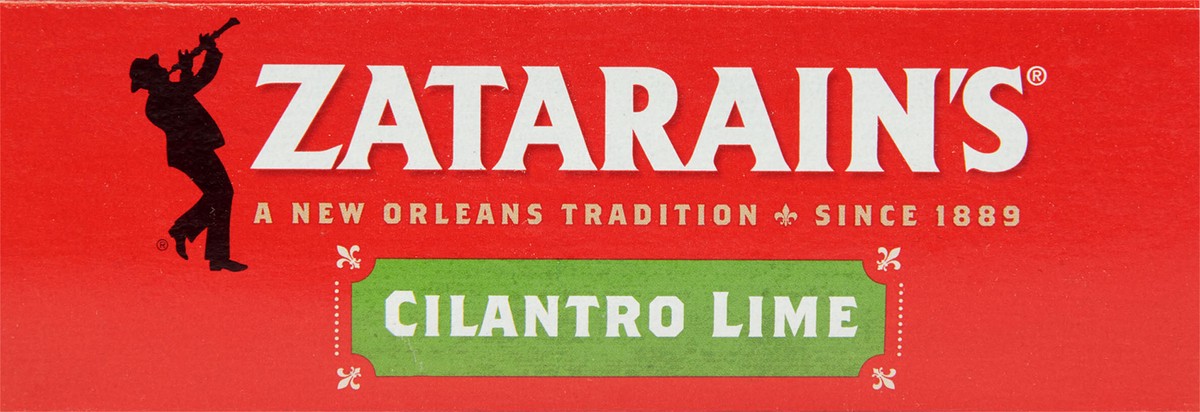 ZATARAIN'S®
A NEW ORLEANS TRADITION ⚜ SINCE 1889
®
CILANTRO LIME